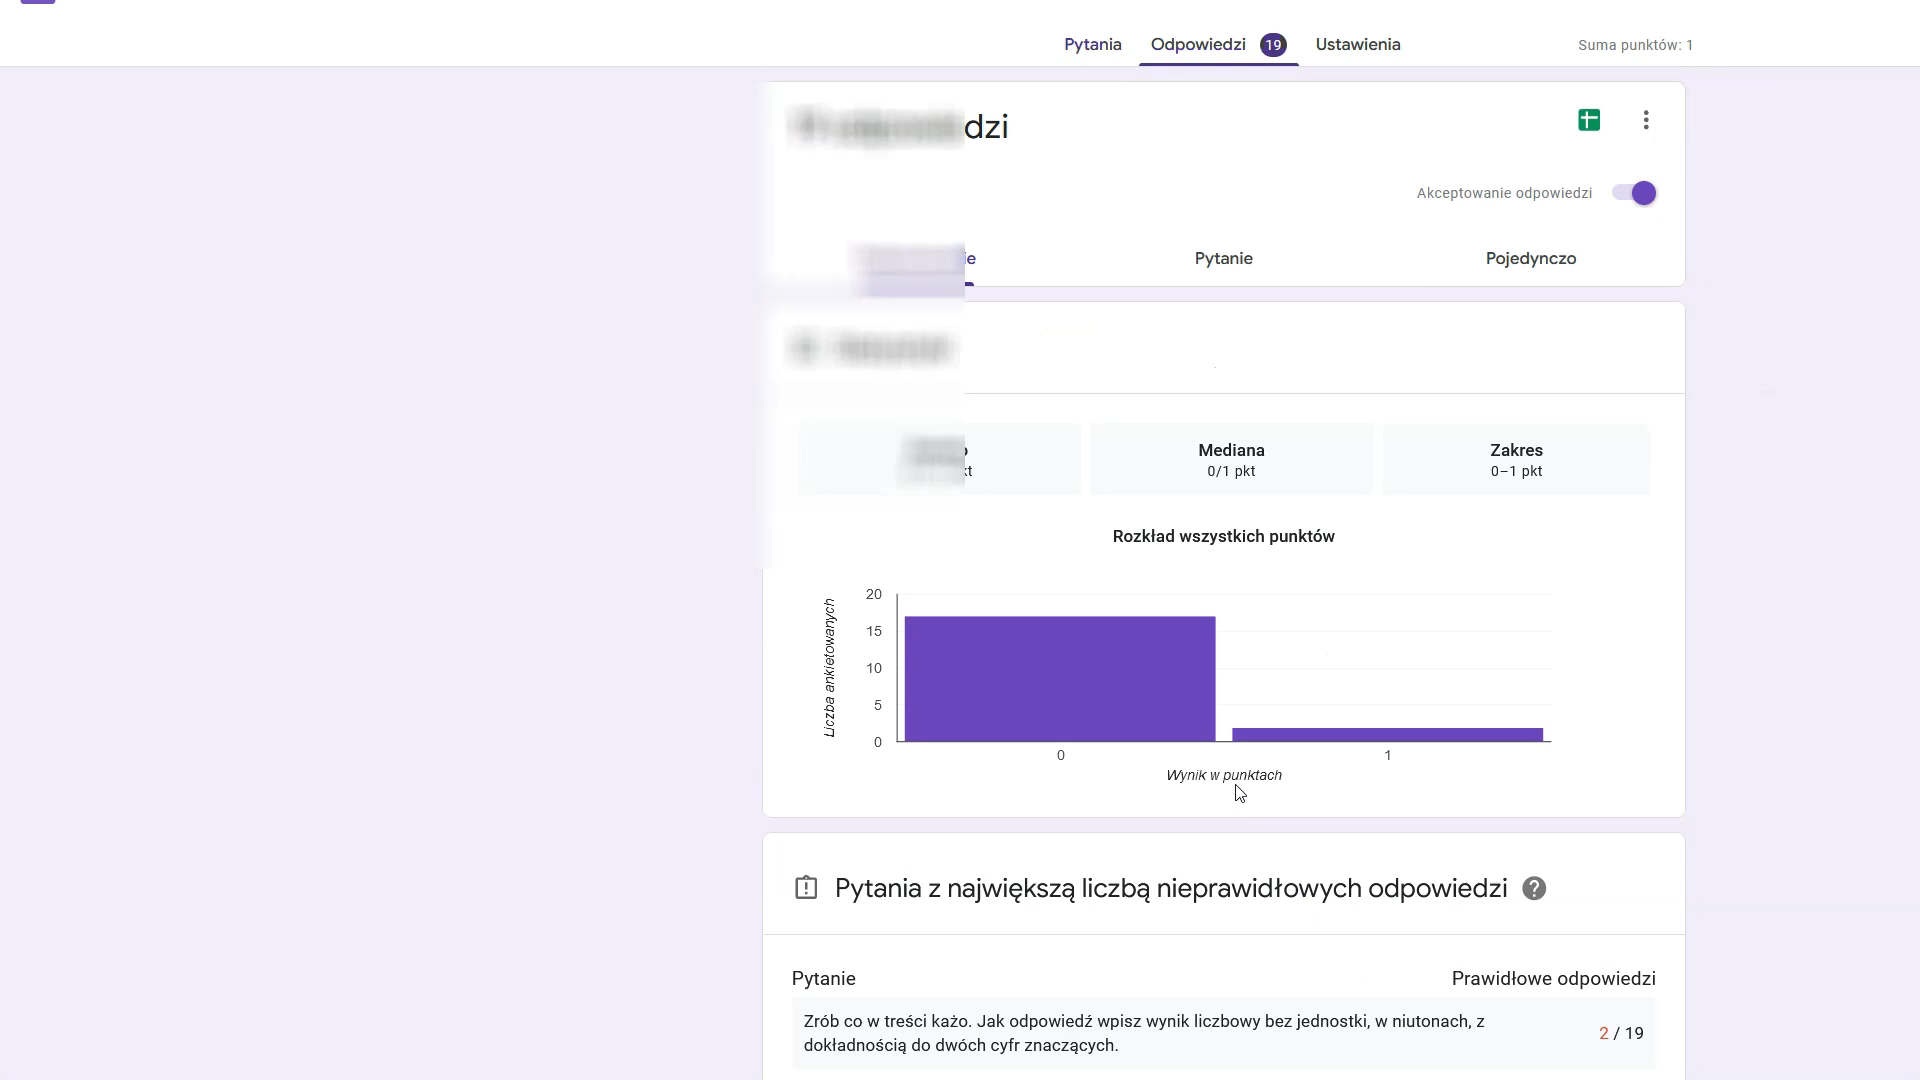 Pytania Odpowiedzi 19 Ustawienia Suma punktów: 1
dzi
Akceptowanie odpowiedzi
Pytanie Pojedynczo
Mediana Zakres
0/1 pkt 0–1 pkt
Rozkład wszystkich punktów
Liczba ankietowanych
20
15
10
5
0
0 1
Wynik w punktach
Pytania z największą liczbą nieprawidłowych odpowiedzi
Pytanie Prawidłowe odpowiedzi
Zrób co w treści każo. Jak odpowiedź wpisz wynik liczbowy bez jednostki, w niutonach, z
dokładnością do dwóch cyfr znaczących.
2 / 19